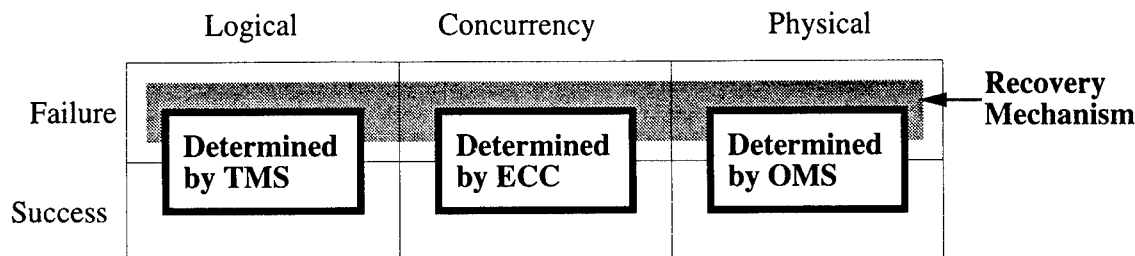 Logical Concurrency Physical
Failure
Recovery
Mechanism
Determined
by TMS
Determined
by ECC
Determined
by OMS
Success